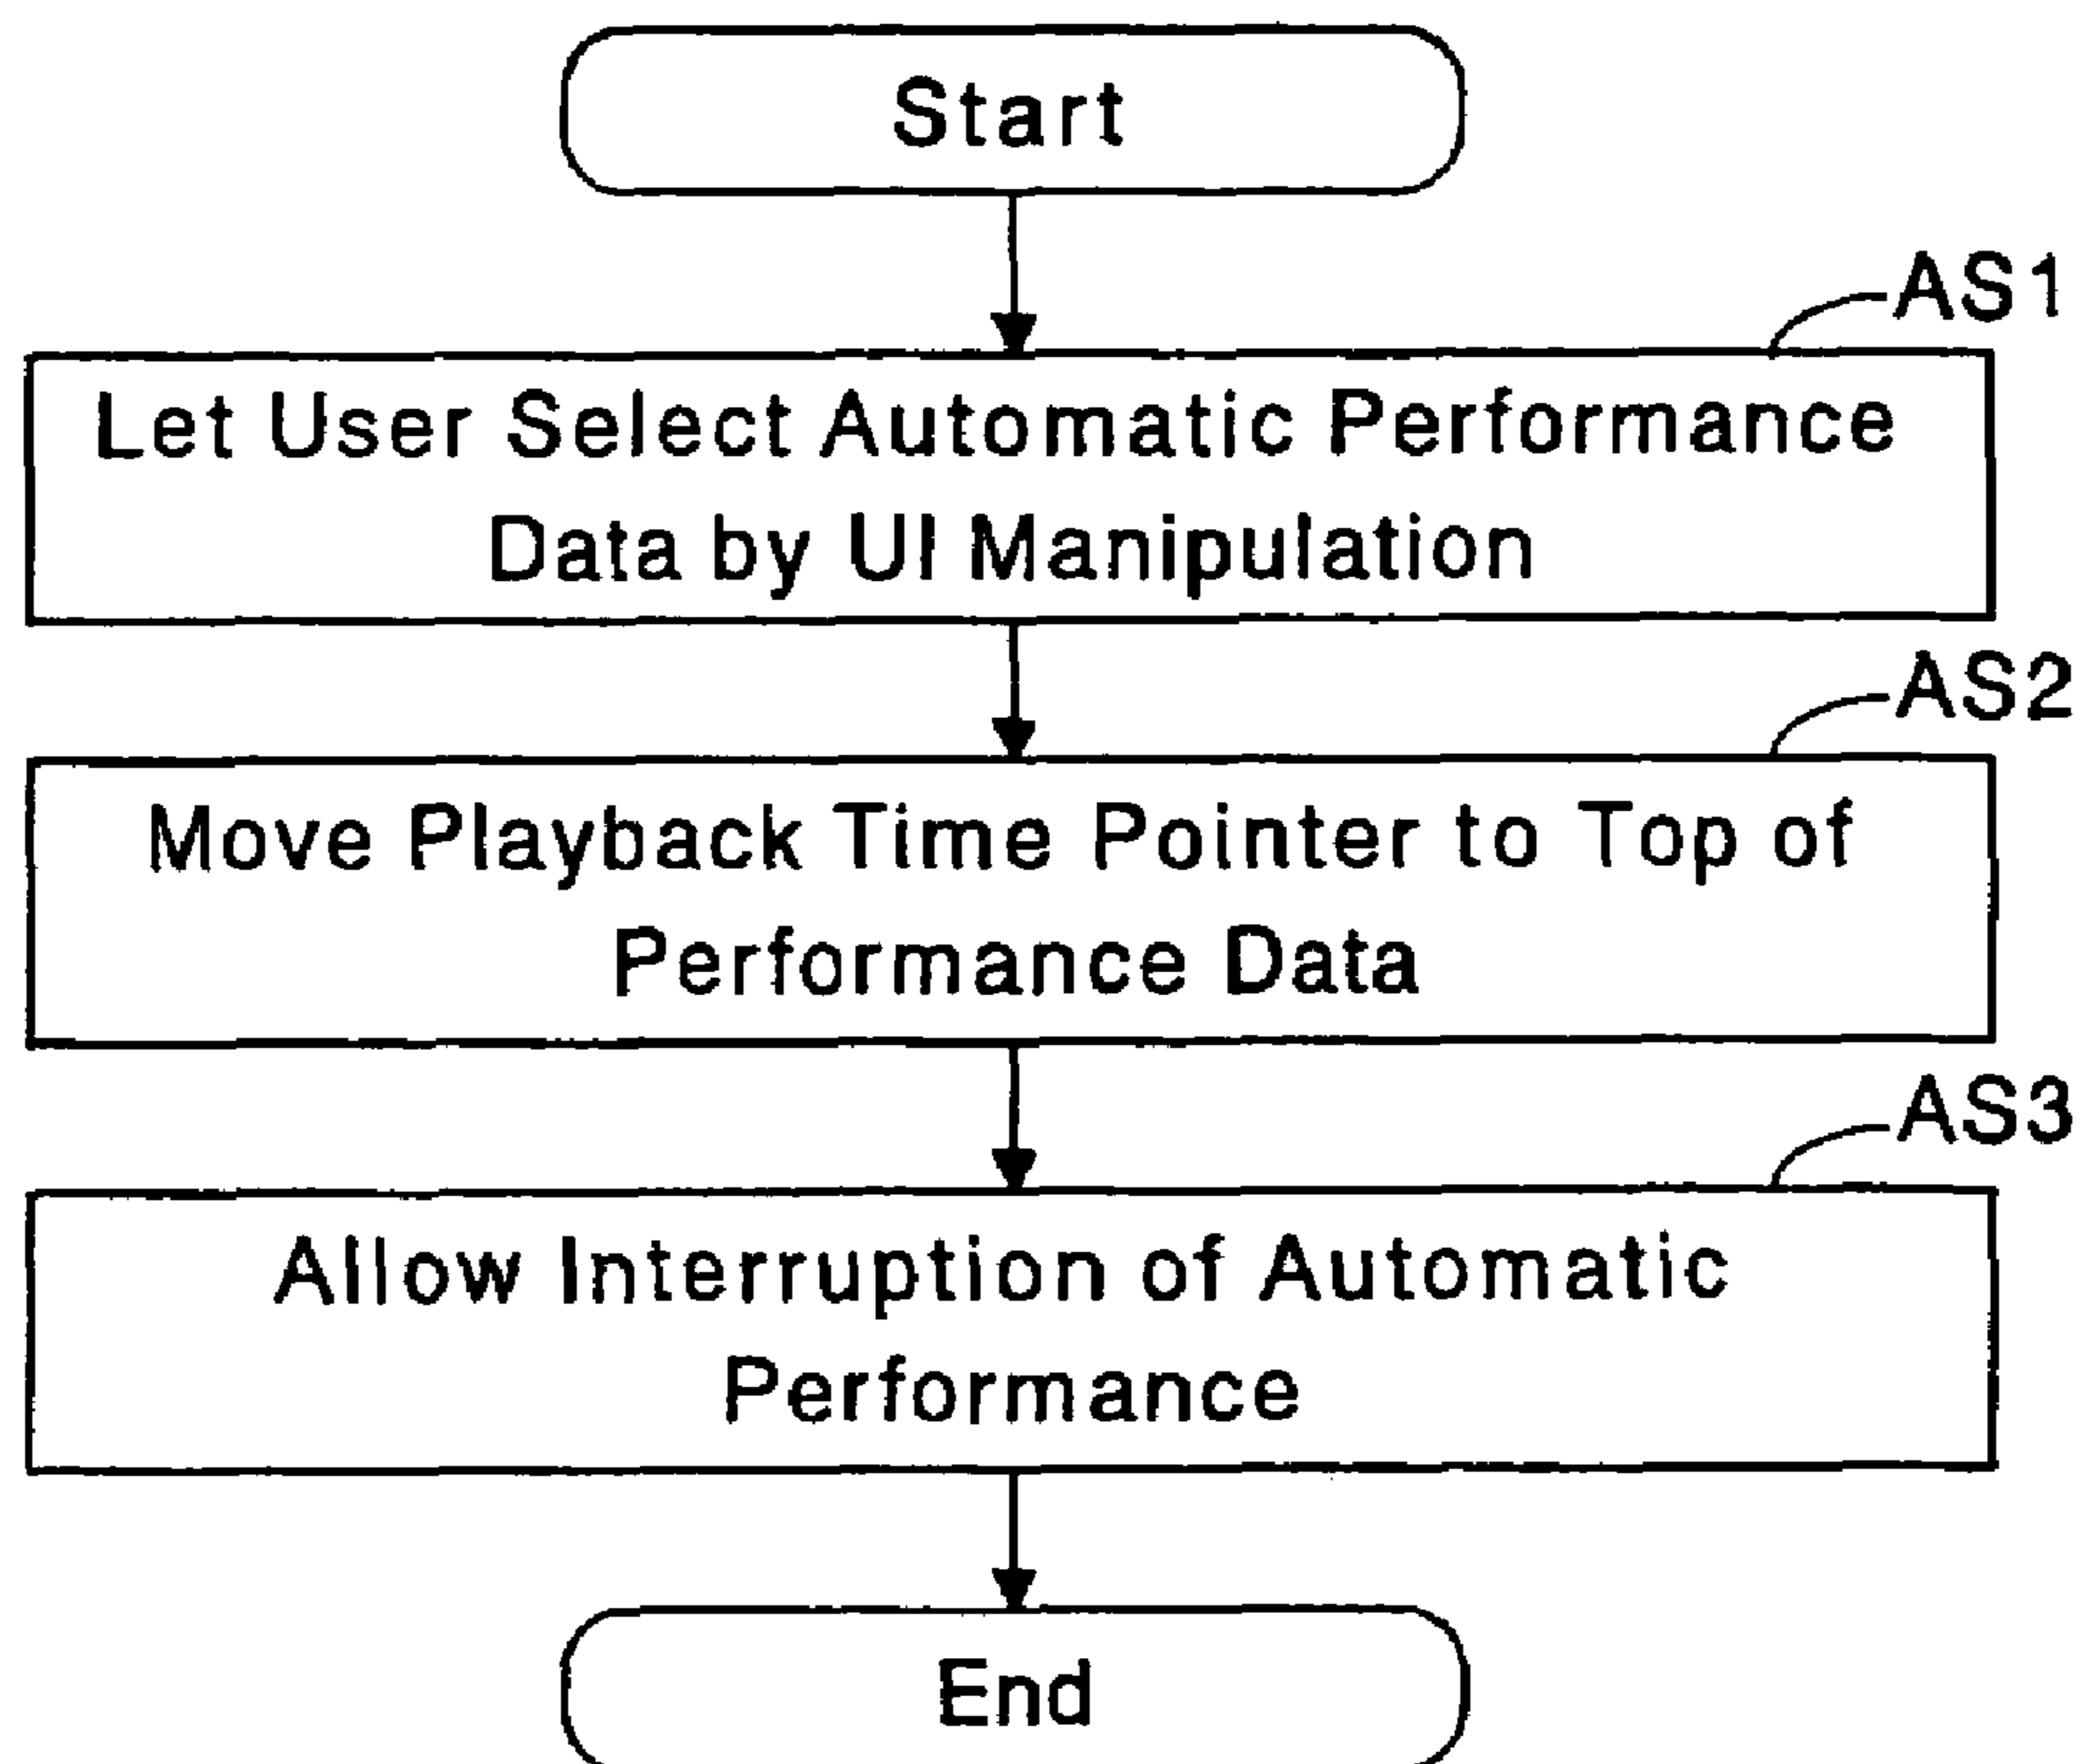 Start
AS1
Let User Select Automatic Performance
Data by UI Manipulation
AS2
Move Playback Time Pointer to Top of
Performance Data
AS3
Allow Interruption of Automatic
Performance
End